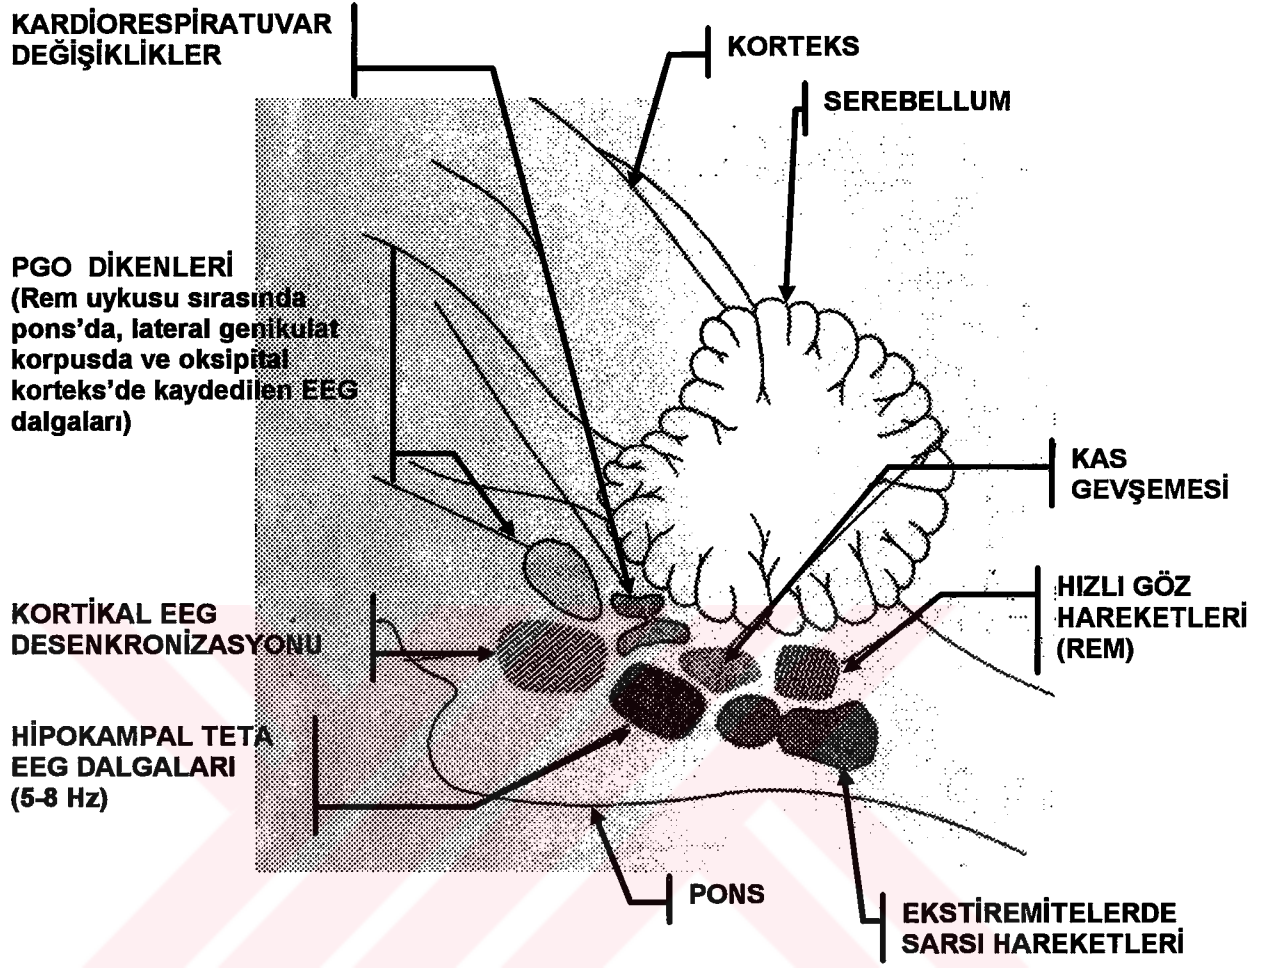 KARDİORESPİRATUVAR
DEĞİŞİKLİKLER
KORTEKS
SEREBELLUM
PGO DİKENLERİ
(Rem uykusu sırasında
pons'da, lateral genikulat
korpusda ve oksipital
korteks'de kaydedilen EEG
dalgaları)
KAS
GEVŞEMESİ
HIZLI GÖZ
HAREKETLERİ
(REM)
KORTİKAL EEG
DESENKRONİZASYONU
HİPOKAMPAL TETA
EEG DALGALARİ
(5-8 Hz)
PONS
EKSTİREMİTELERDE
SARSI HAREKETLERİ